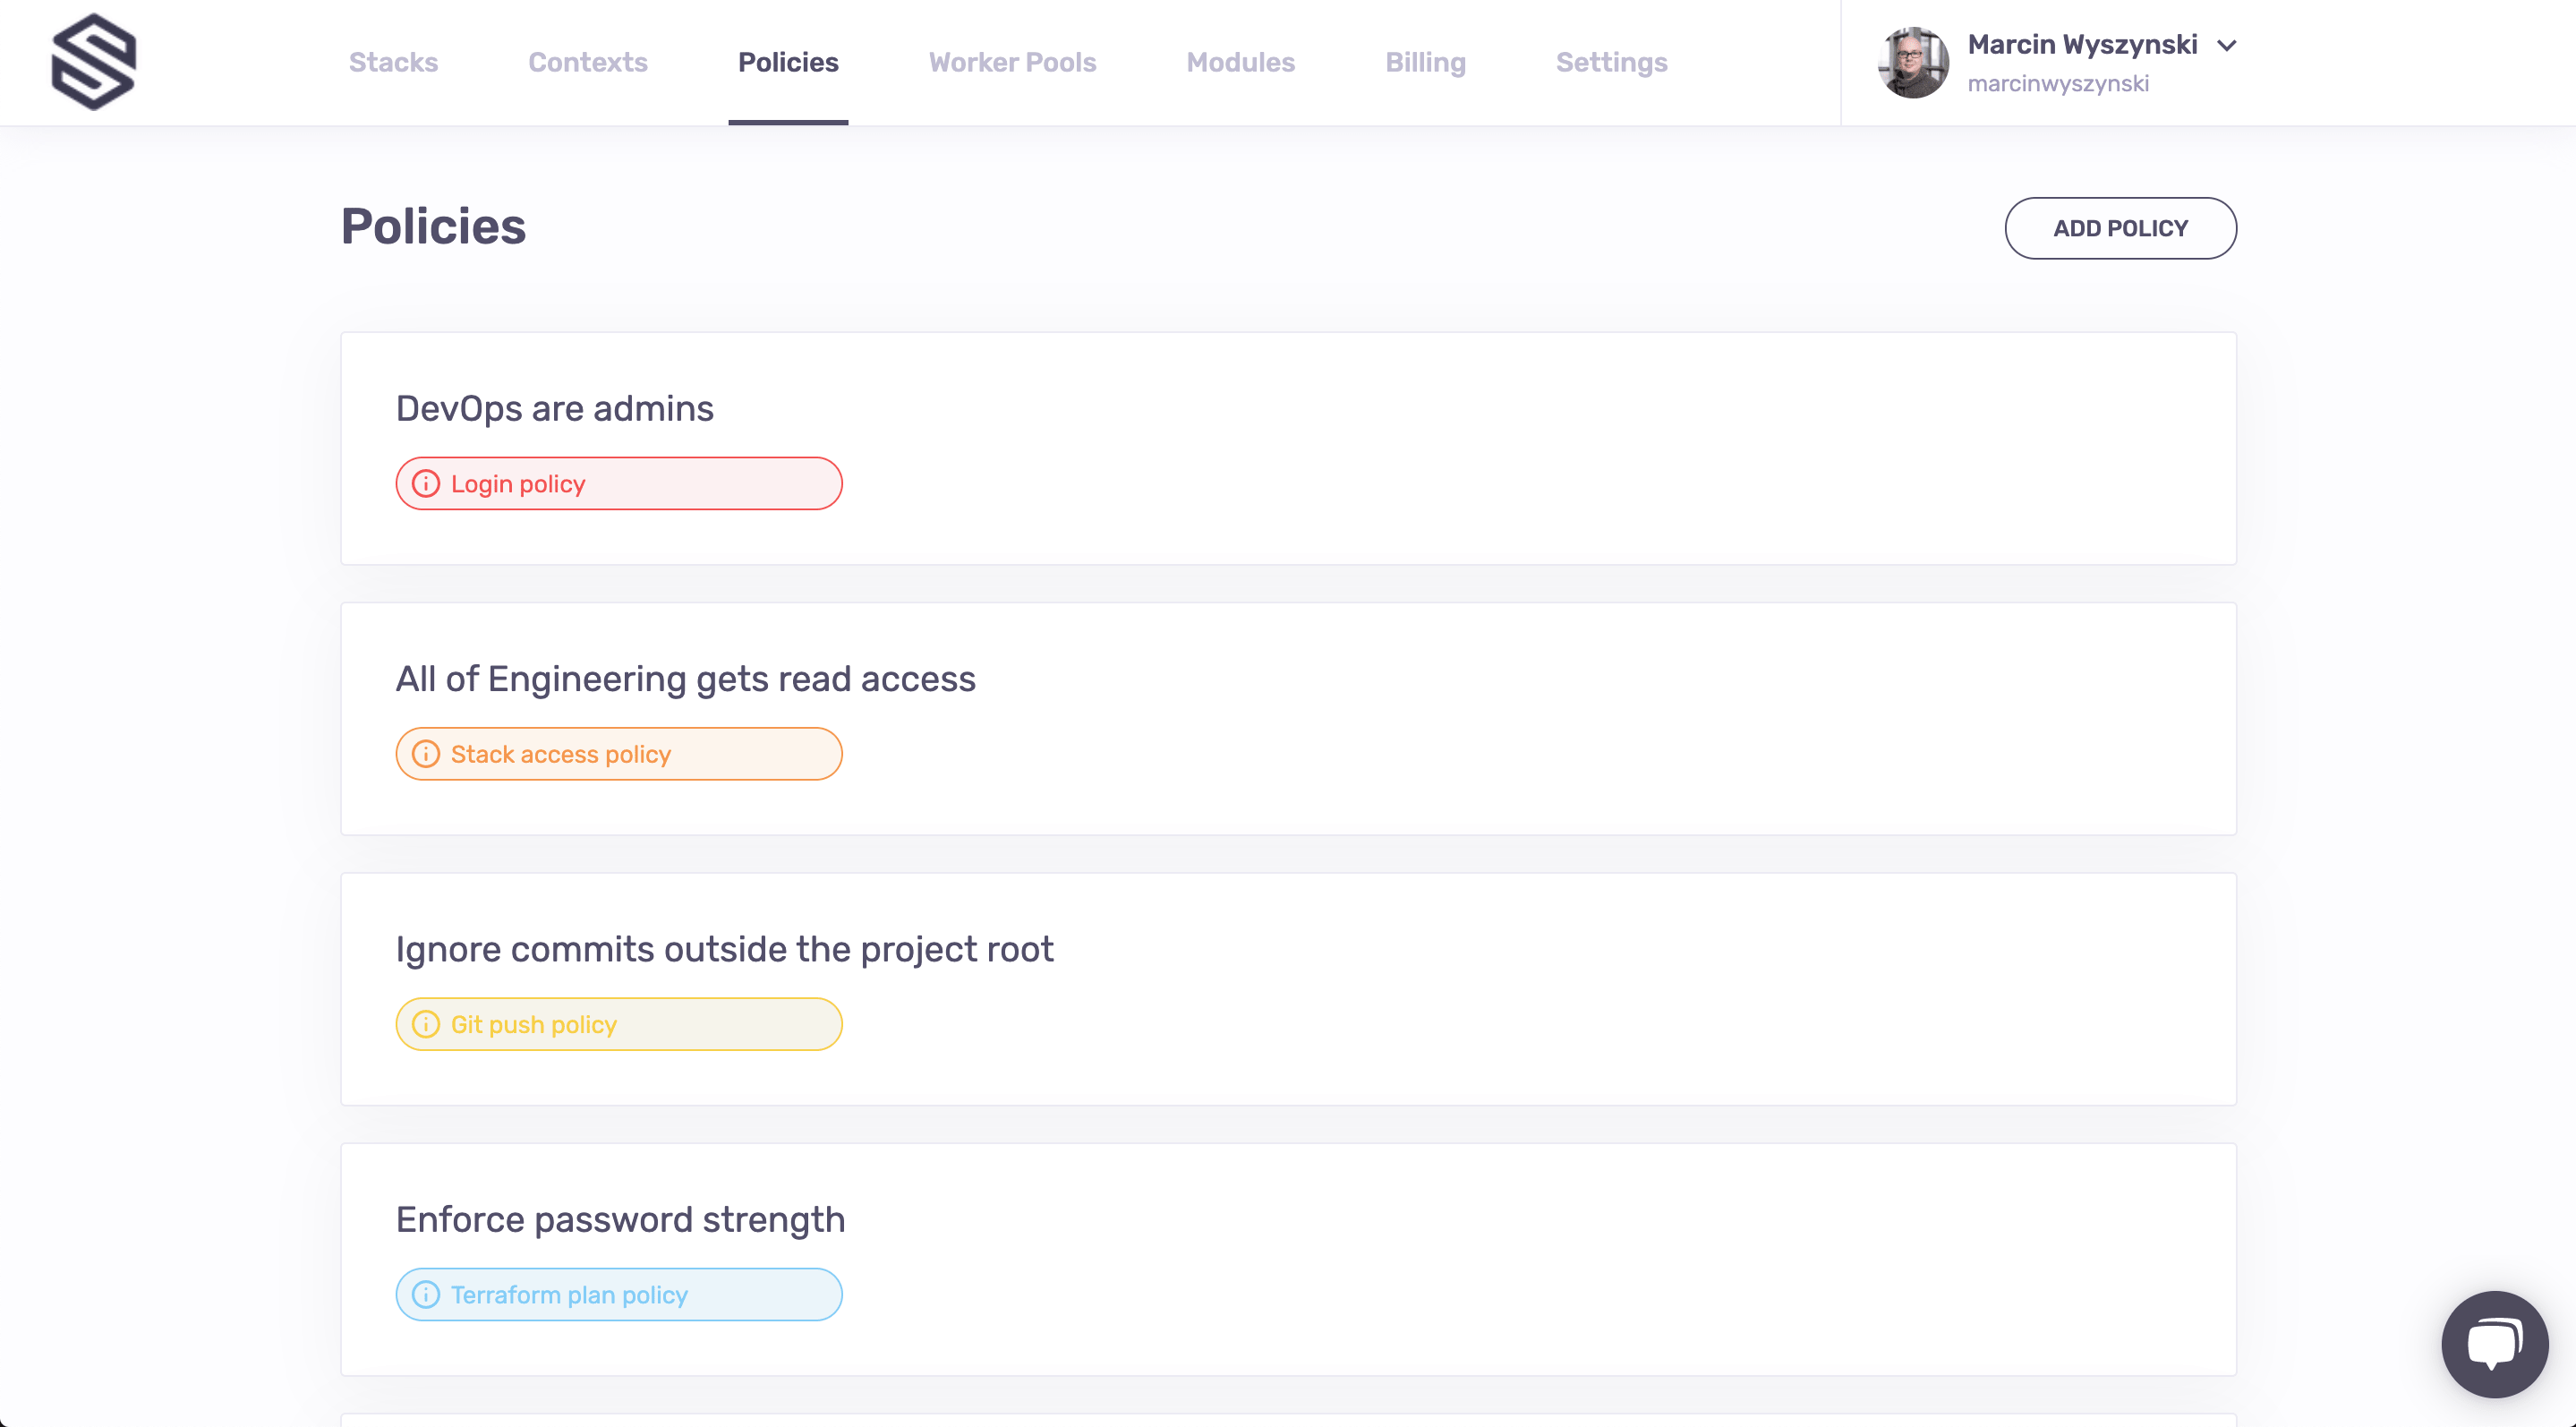 Stacks
Contexts
Policies
Worker Pools
Modules
Billing
Settings
Marcin Wyszynski
marcinwyszynski
Policies
ADD POLICY
DevOps are admins
Login policy
All of Engineering gets read access
Stack access policy
Ignore commits outside the project root
Git push policy
Enforce password strength
Terraform plan policy